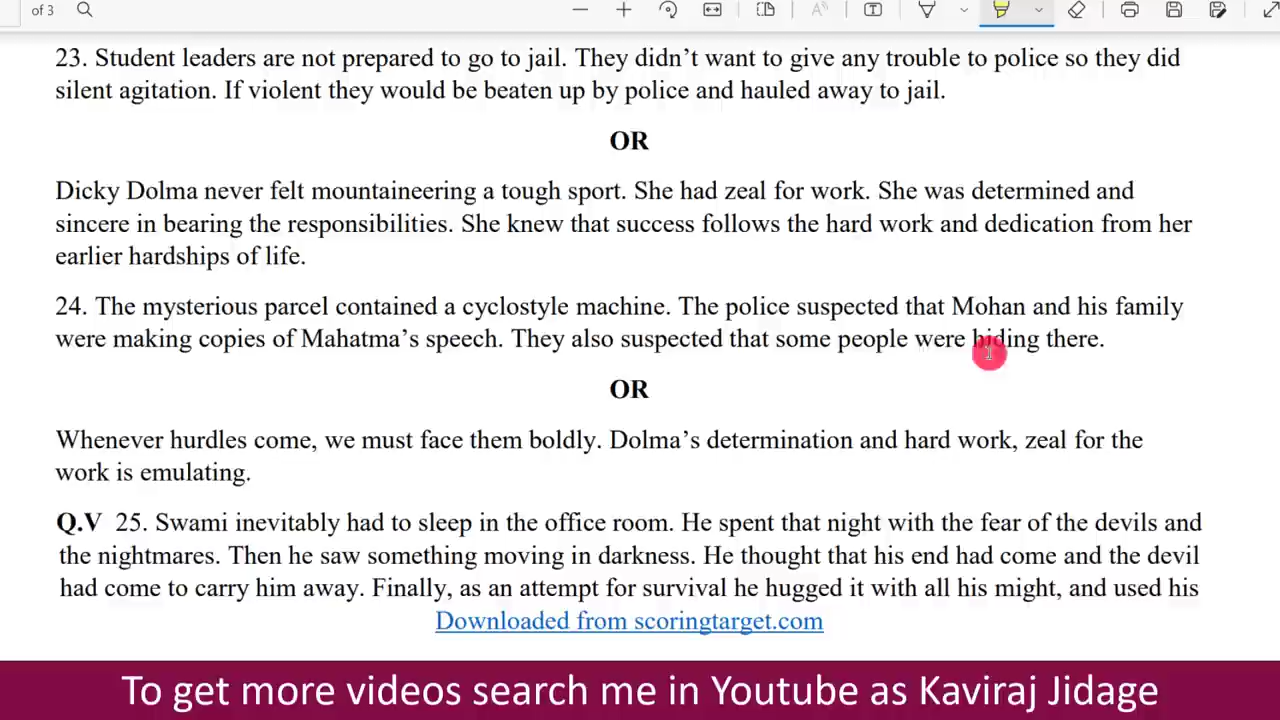 of 3
23. Student leaders are not prepared to go to jail. They didn’t want to give any trouble to police so they did
silent agitation. If violent they would be beaten up by police and hauled away to jail.
OR
Dicky Dolma never felt mountaineering a tough sport. She had zeal for work. She was determined and
sincere in bearing the responsibilities. She knew that success follows the hard work and dedication from her
earlier hardships of life.
24. The mysterious parcel contained a cyclostyle machine. The police suspected that Mohan and his family
were making copies of Mahatma’s speech. They also suspected that some people were hiding there.
OR
Whenever hurdles come, we must face them boldly. Dolma’s determination and hard work, zeal for the
work is emulating.
Q.V 25. Swami inevitably had to sleep in the office room. He spent that night with the fear of the devils and
the nightmares. Then he saw something moving in darkness. He thought that his end had come and the devil
had come to carry him away. Finally, as an attempt for survival he hugged it with all his might, and used his
Downloaded from scoringtarget.com
To get more videos search me in Youtube as Kaviraj Jidage